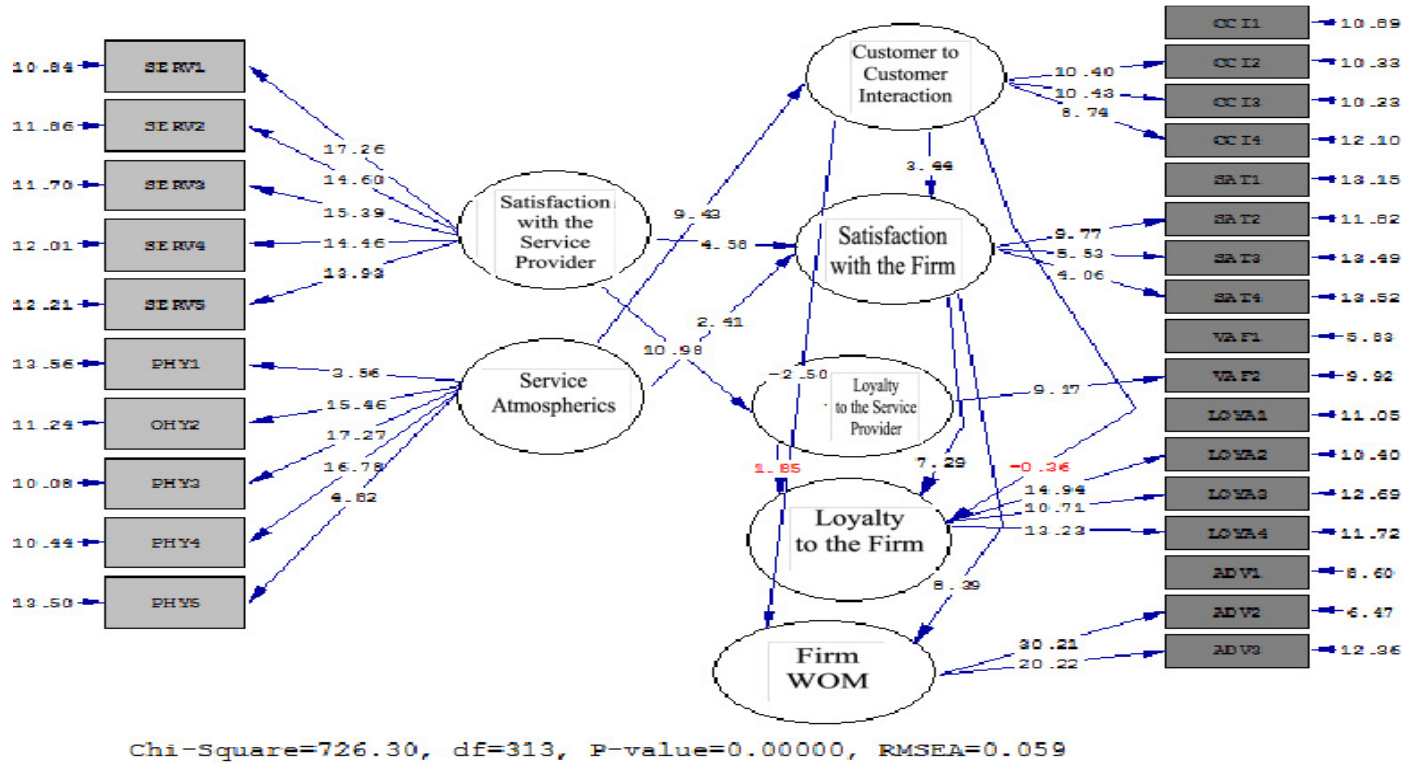 10.84 SERV1
11.86 SERV2
11.70 SERV3
12.01 SERV4
12.21 SERV5
13.56 PHY1
11.24 OHY2
10.08 PHY3
10.44 PHY4
13.50 PHY5
17.26
14.60
15.39
14.46
13.93
3.56
15.46
17.27
16.78
4.82
Satisfaction
with the
Service
Provider
Service
Atmospherics
9.43
4.58
2.41
10.98
Customer to
Customer
Interaction
3.44
Satisfaction
with the Firm
-2.50
Loyalty
to the Service
Provider
1.85
7.29
-0.36
Loyalty
to the Firm
8.39
Firm
WOM
10.40
10.43
8.74
9.77
5.53
4.06
9.17
14.94
10.71
13.23
30.21
20.22
CCI1 10.89
CCI2 10.33
CCI3 10.23
CCI4 12.10
SAT1 13.15
SAT2 11.82
SAT3 13.49
SAT4 13.52
VAF1 5.83
VAF2 9.92
LOYA1 11.05
LOYA2 10.40
LOYA3 12.69
LOYA4 11.72
ADV1 8.60
ADV2 6.47
ADV3 12.36
Chi-Square=726.30, df=313, P-value=0.00000, RMSEA=0.059